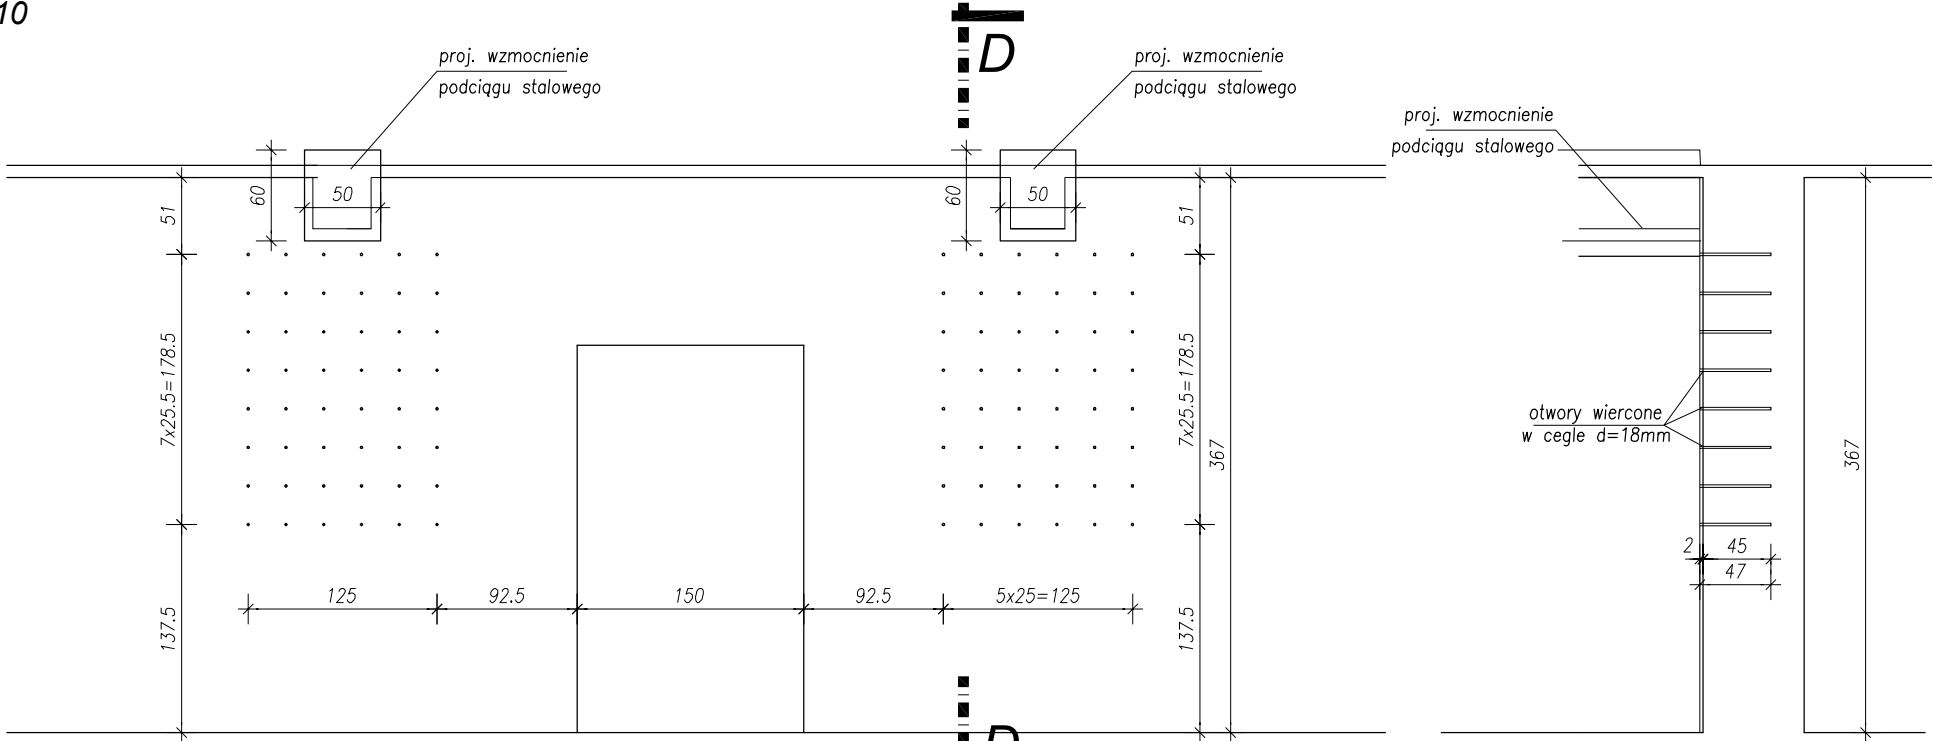 10
D
proj. wzmocnienie
podciągu stalowego
proj. wzmocnienie
podciągu stalowego
proj. wzmocnienie
podciągu stalowego
60
50
51
60
50
51
7x25.5=178.5
7x25.5=178.5
367
otwory wiercone
w cegle d=18mm
367
2
45
47
125
92.5
150
92.5
5x25=125
137.5
137.5
D